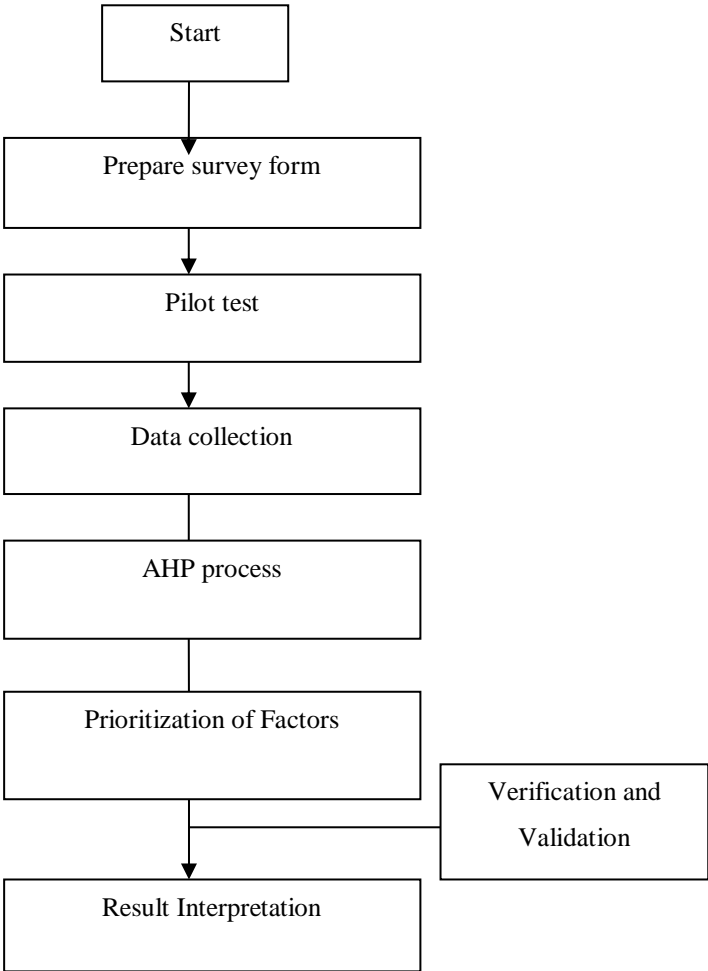 Start
Prepare survey form
Pilot test
Data collection
AHP process
Prioritization of Factors
Verification and
Validation
Result Interpretation